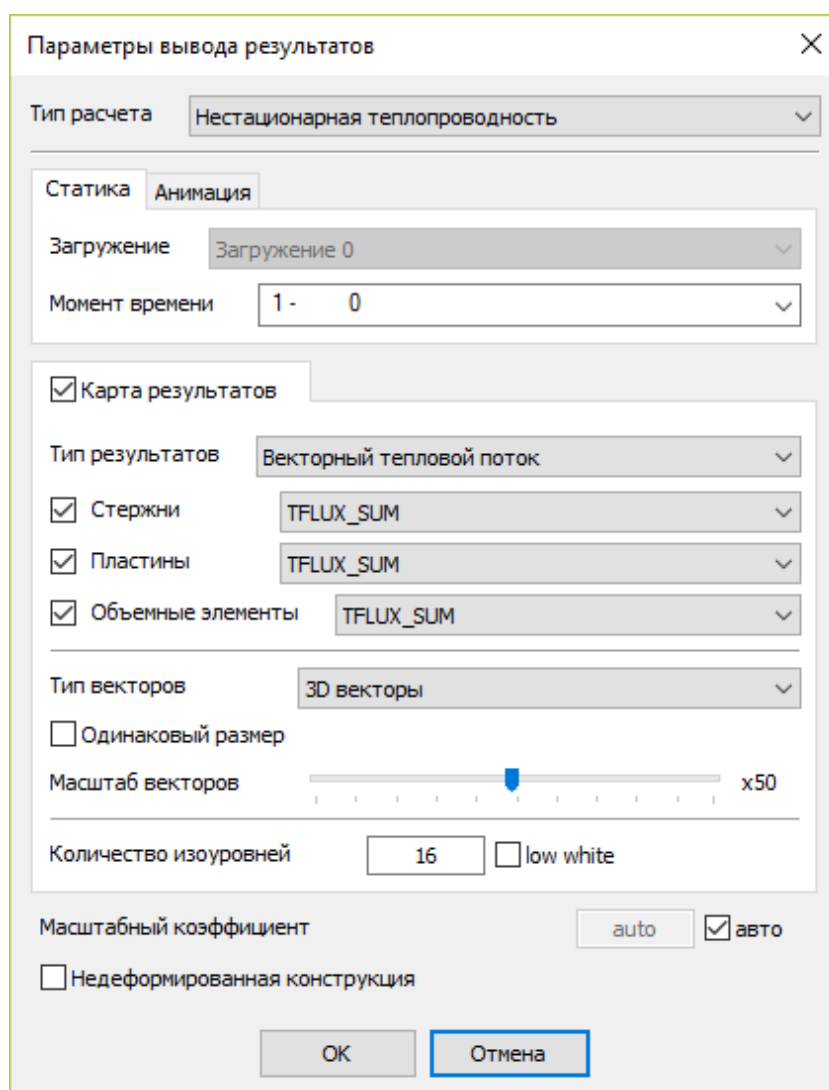 Параметры вывода результатов
Тип расчета Нестационарная теплопроводность
Статика Анимация
Загружение Загружение 0
Момент времени 1 - 0
Карта результатов
Тип результатов Векторный тепловой поток
Стержни TFLUX_SUM
Пластины TFLUX_SUM
Объемные элементы TFLUX_SUM
Тип векторов 3D векторы
Одинаковый размер
Масштаб векторов x50
Количество изоуровней 16 low white
Масштабный коэффициент auto авто
Недеформированная конструкция
OK Отмена